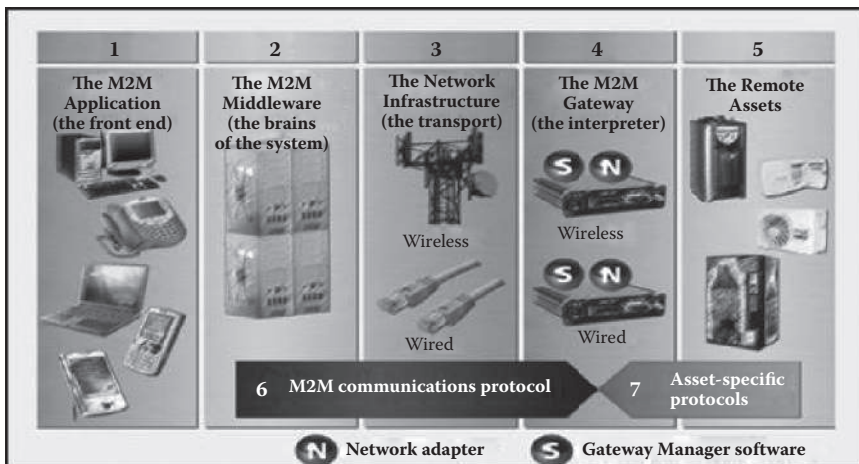 1
2
3
4
5
The M2M
Application
(the front end)
The M2M
Middleware
(the brains
of the system)
The Network
Infrastructure
(the transport)
The M2M
Gateway
(the interpreter)
The Remote
Assets
S N
Wireless
Wireless
S N
Wired
Wired
6 M2M communications protocol
7 Asset-specific
protocols
N Network adapter
S Gateway Manager software